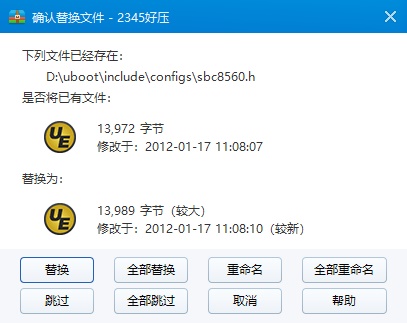 确认替换文件 - 2345好压
下列文件已经存在：
D:\uboot\include\configs\sbc8560.h
是否将已有文件：
UE
13,972 字节
修改于：2012-01-17 11:08:07
替换为：
UE
13,989 字节（较大）
修改于：2012-01-17 11:08:10（较新）
替换 全部替换 重命名 全部重命名
跳过 全部跳过 取消 帮助